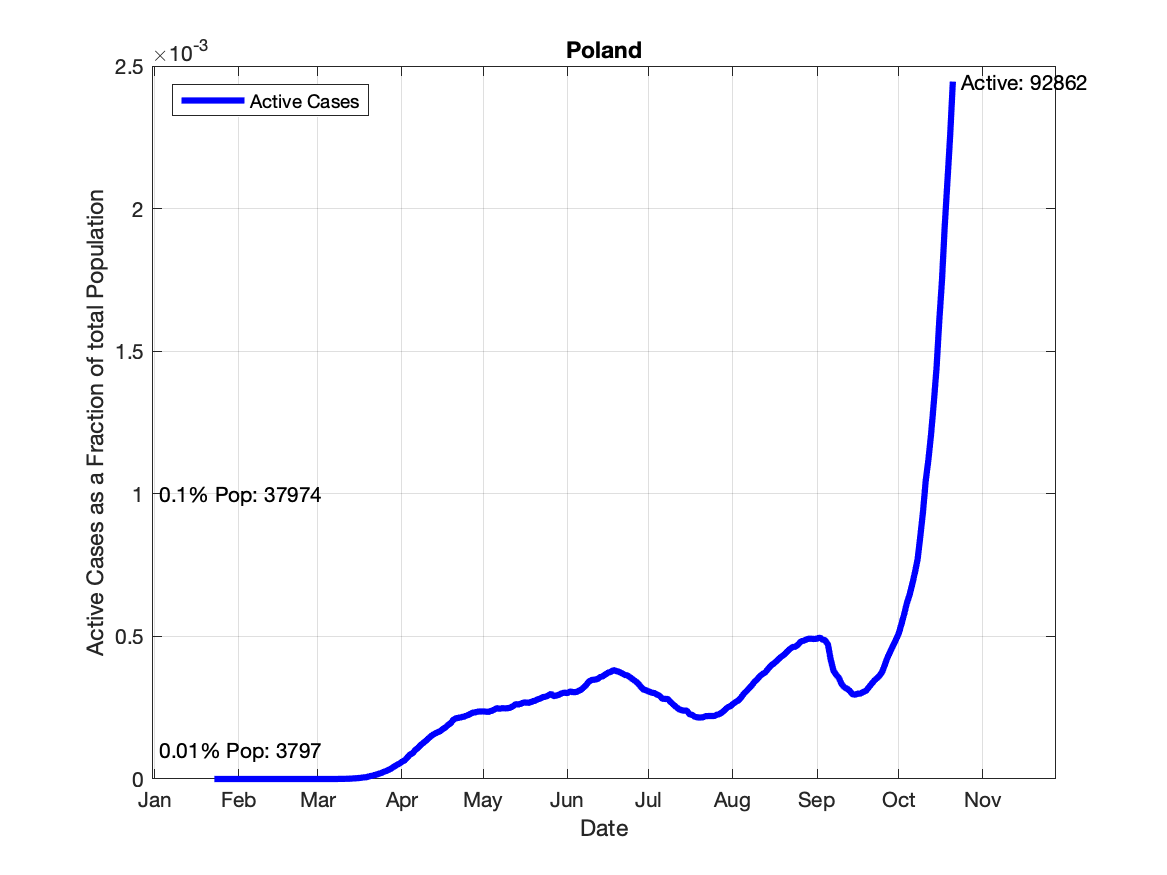 Poland
×10-3
2.5
Active Cases
Active: 92862
2
1.5
1
0.1% Pop: 37974
0.5
0.01% Pop: 3797
0
Jan Feb Mar Apr May Jun Jul Aug Sep Oct Nov
Date
Active Cases as a Fraction of total Population